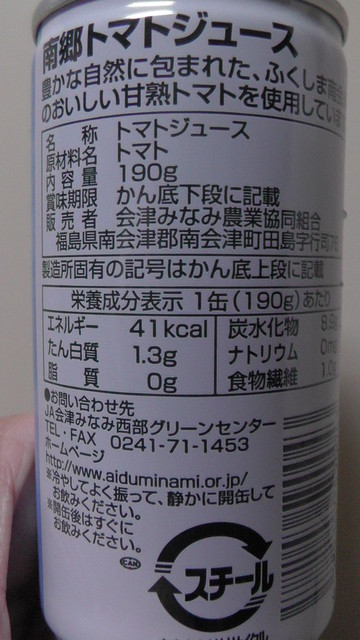 南郷トマトジュース
豊かな自然に包まれた、ふくしま南会
のおいしい甘熟トマトを使用してい
名称 トマトジュース
原材料名 トマト
内容量 190g
賞味期限 かん底下段に記載
販売者 会津みなみ農業協同組合
福島県南会津郡南会津町田島字行司
製造所固有の記号はかん底上段に記載
栄養成分表示 1缶(190g)あたり
エネルギー 41kcal 炭水化物 8.9g
たん白質 1.3g ナトリウム 0mg
脂質 0g 食物繊維 1.0g
●お問い合わせ先
JA会津みなみ西部グリーンセンター
TEL・FAX 0241-71-1453
ホームページ
http://www.aiduminami.or.jp/
※冷やしてよく振って、静かに開缶して
お飲みください。
※開缶後はすぐに
お飲みください。
CAN
スチール